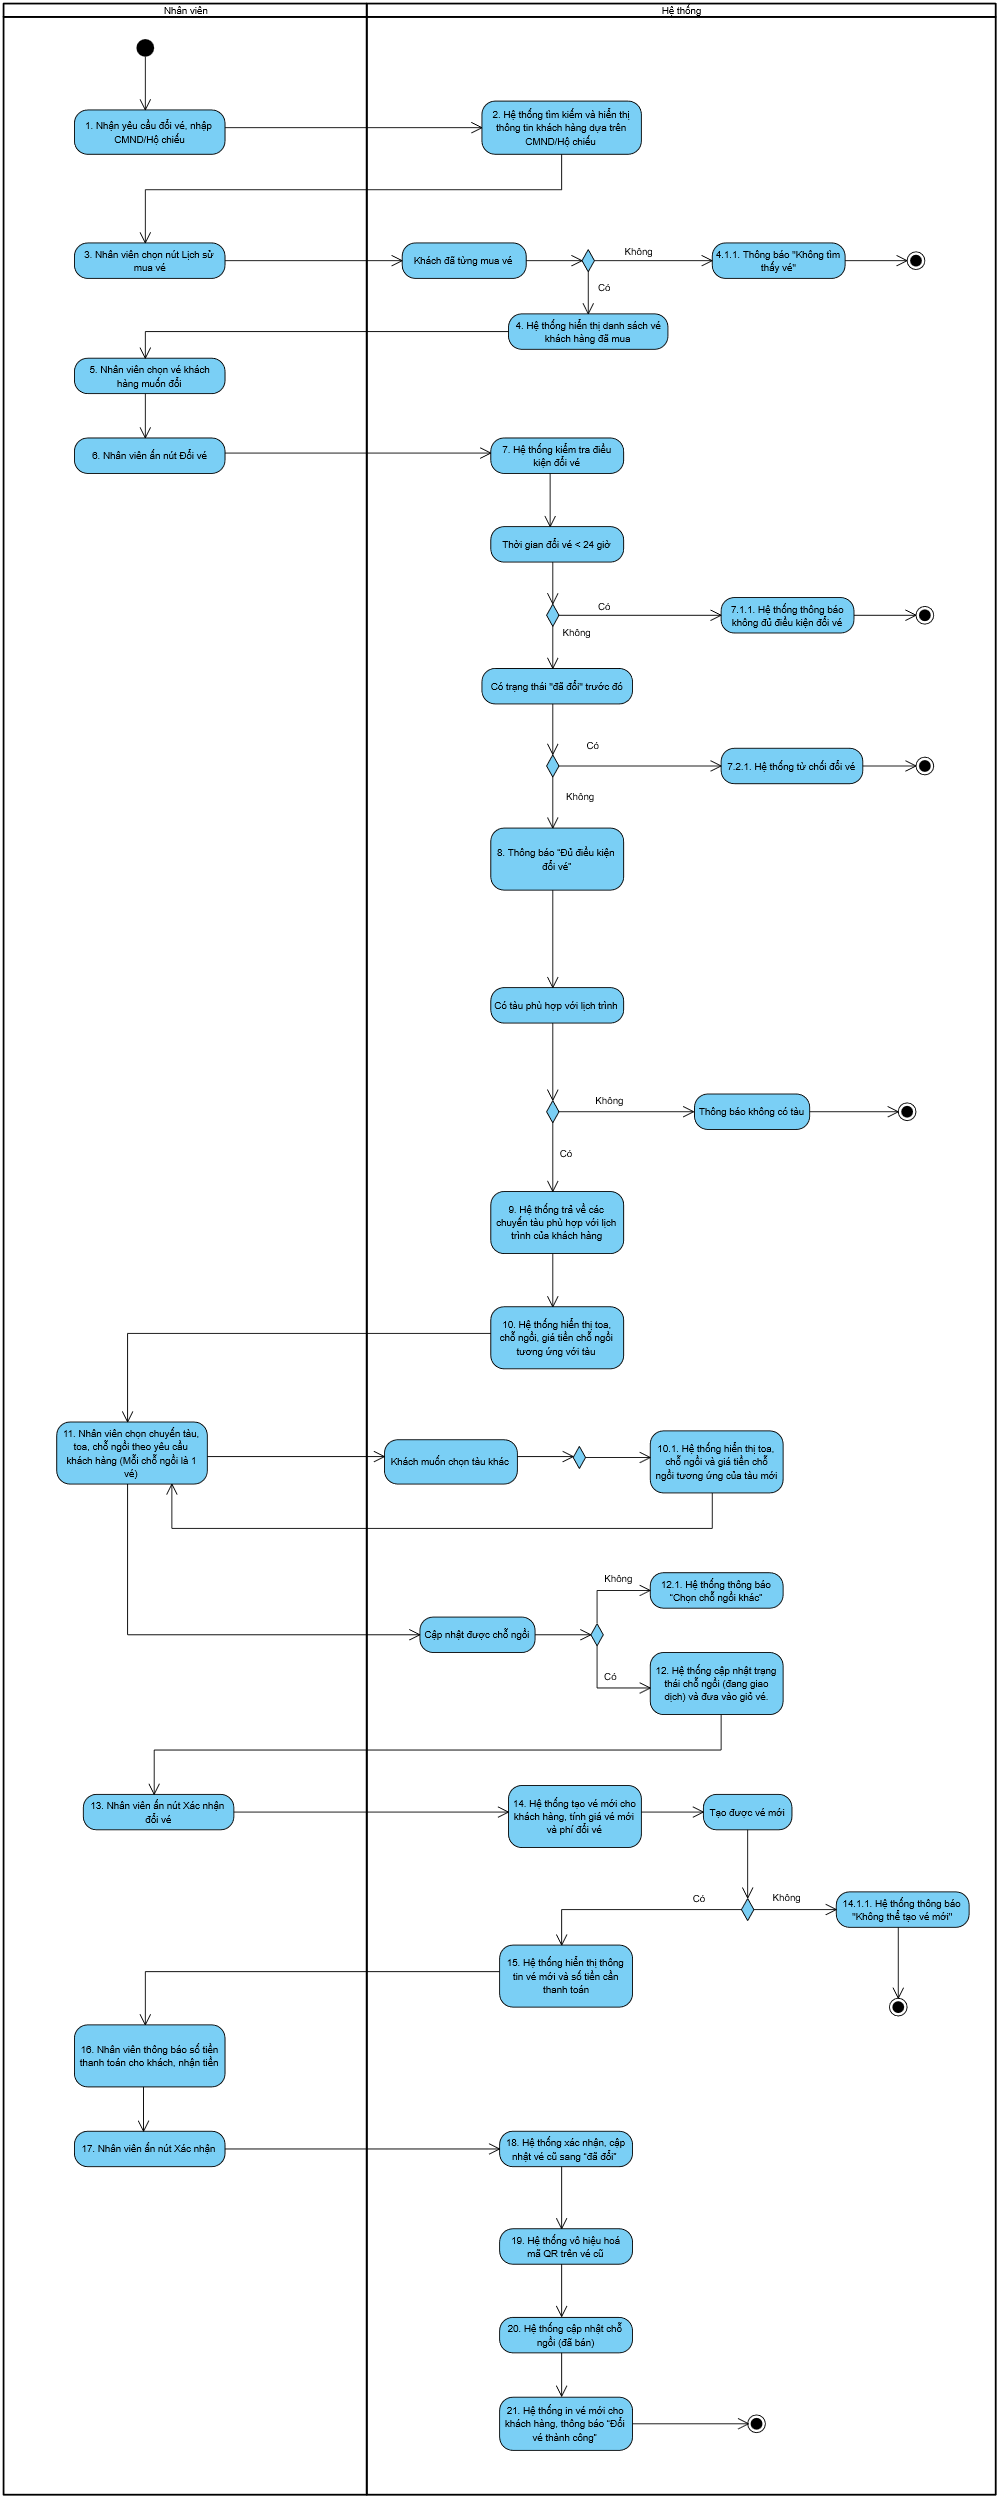 Nhân viên
Hệ thống
1. Nhận yêu cầu đổi vé, nhập
CMND/Hộ chiếu
2. Hệ thống tìm kiếm và hiển thị
thông tin khách hàng dựa trên
CMND/Hộ chiếu
3. Nhân viên chọn nút Lịch sử
mua vé
Khách đã từng mua vé
Không
4.1.1. Thông báo "Không tìm
thấy vé"
Có
4. Hệ thống hiển thị danh sách vé
khách hàng đã mua
5. Nhân viên chọn vé khách
hàng muốn đổi
6. Nhân viên ấn nút Đổi vé
7. Hệ thống kiểm tra điều
kiện đổi vé
Thời gian đổi vé < 24 giờ
Có
7.1.1. Hệ thống thông báo
không đủ điều kiện đổi vé
Không
Có trạng thái "đã đổi" trước đó
Có
7.2.1. Hệ thống từ chối đổi vé
Không
8. Thông báo “Đủ điều kiện
đổi vé”
Có tàu phù hợp với lịch trình
Không
Thông báo không có tàu
Có
9. Hệ thống trả về các
chuyến tàu phù hợp với lịch
trình của khách hàng
10. Hệ thống hiển thị toa,
chỗ ngồi, giá tiền chỗ ngồi
tương ứng với tàu
11. Nhân viên chọn chuyến tàu,
toa, chỗ ngồi theo yêu cầu
khách hàng (Mỗi chỗ ngồi là 1
vé)
Khách muốn chọn tàu khác
10.1. Hệ thống hiển thị toa,
chỗ ngồi và giá tiền chỗ
ngồi tương ứng của tàu mới
Không
12.1. Hệ thống thông báo
“Chọn chỗ ngồi khác”
Cập nhật được chỗ ngồi
Có
12. Hệ thống cập nhật trạng
thái chỗ ngồi (đang giao
dịch) và đưa vào giỏ vé.
13. Nhân viên ấn nút Xác nhận
đổi vé
14. Hệ thống tạo vé mới cho
khách hàng, tính giá vé mới
và phí đổi vé
Tạo được vé mới
Có
Không
14.1.1. Hệ thống thông báo
"Không thể tạo vé mới"
15. Hệ thống hiển thị thông
tin vé mới và số tiền cần
thanh toán
16. Nhân viên thông báo số tiền
thanh toán cho khách, nhận tiền
17. Nhân viên ấn nút Xác nhận
18. Hệ thống xác nhận, cập
nhật vé cũ sang “đã đổi”
19. Hệ thống vô hiệu hoá
mã QR trên vé cũ
20. Hệ thống cập nhật chỗ
ngồi (đã bán)
21. Hệ thống in vé mới cho
khách hàng, thông báo “Đổi
vé thành công”